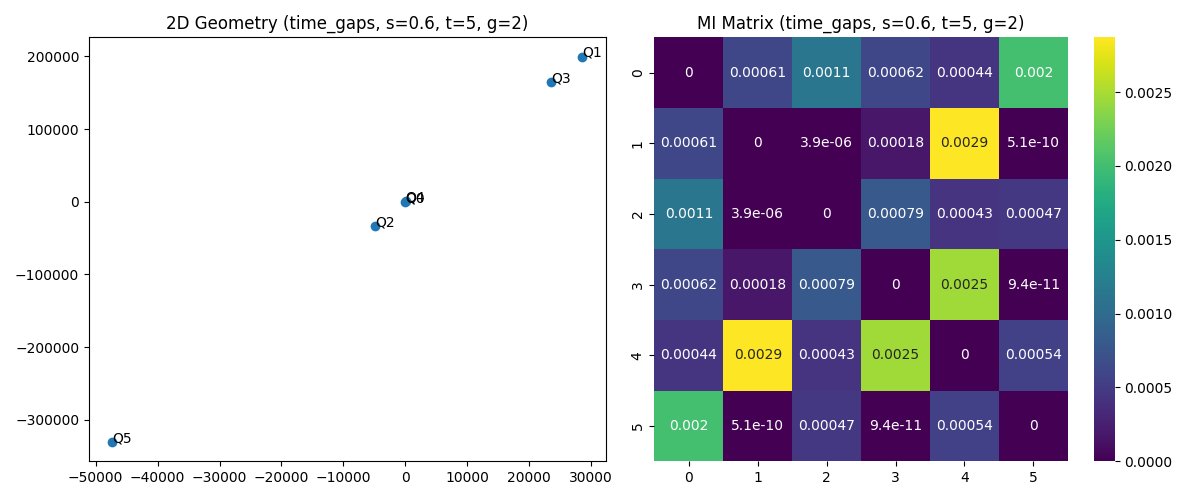 2D Geometry (time_gaps, s=0.6, t=5, g=2)
200000
100000
0
−100000
−200000
−300000
−50000 −40000 −30000 −20000 −10000 0 10000 20000 30000
Q1
Q3
Q2
Q5
MI Matrix (time_gaps, s=0.6, t=5, g=2)
0 0 0.00061 0.0011 0.00062 0.00044 0.002
1 0.00061 0 3.9e-06 0.00018 0.0029 5.1e-10
2 0.0011 3.9e-06 0 0.00079 0.00043 0.00047
3 0.00062 0.00018 0.00079 0 0.0025 9.4e-11
4 0.00044 0.0029 0.00043 0.0025 0 0.00054
5 0.002 5.1e-10 0.00047 9.4e-11 0.00054 0
0 1 2 3 4 5
0.0025
0.0020
0.0015
0.0010
0.0005
0.0000